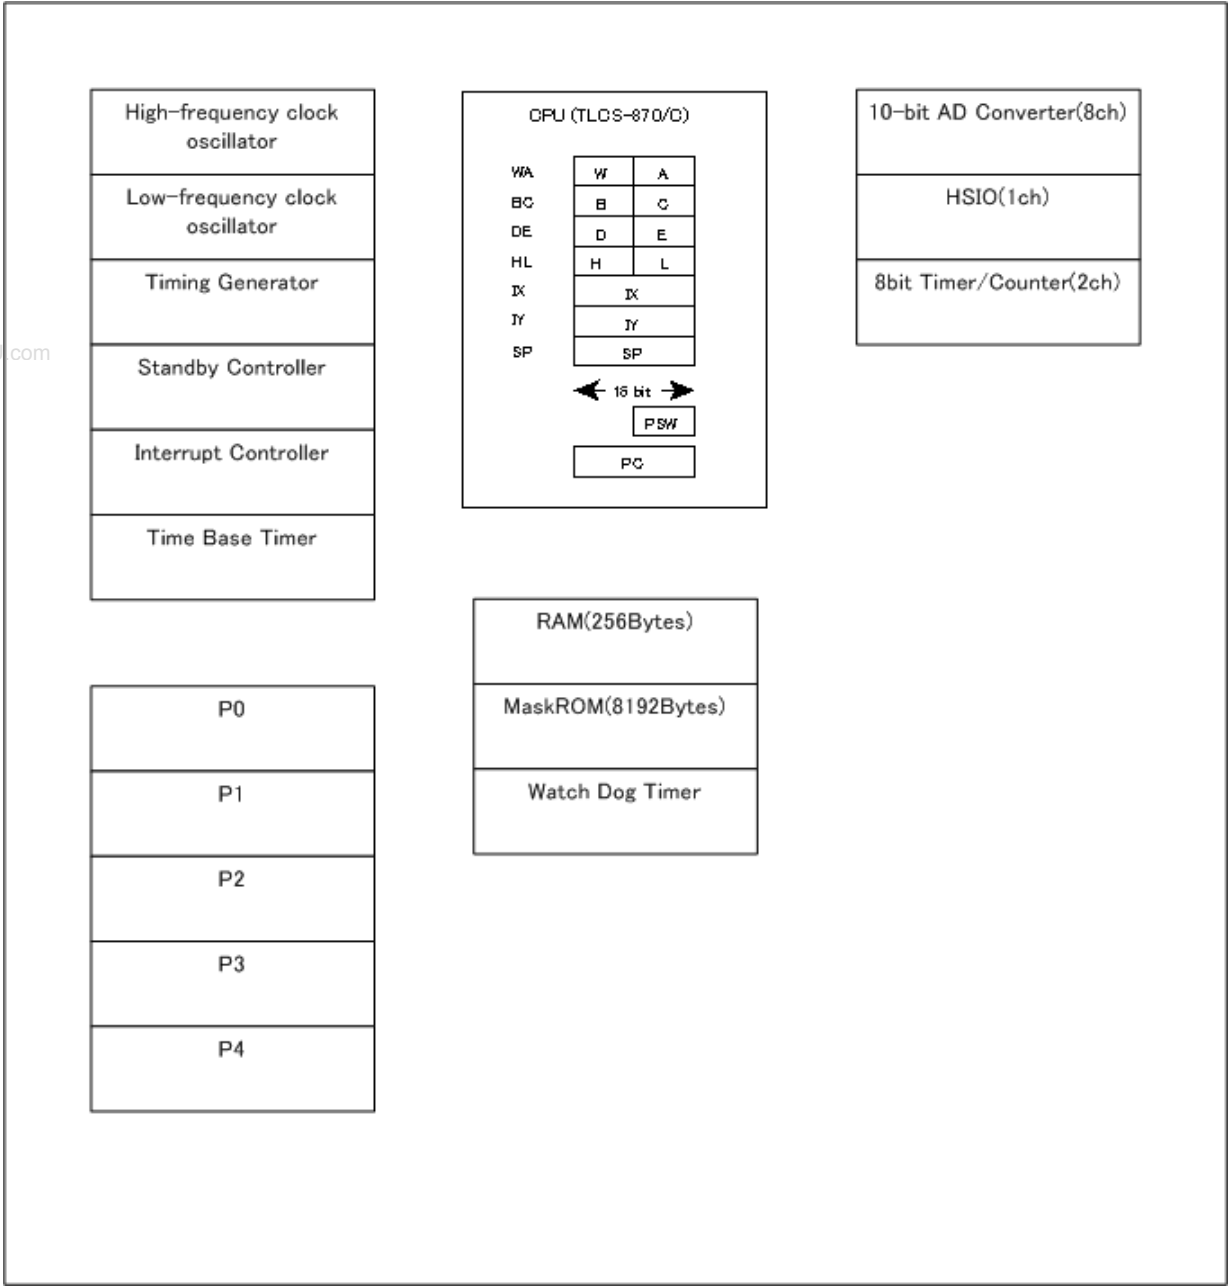 High-frequency clock
oscillator
Low-frequency clock
oscillator
Timing Generator
Standby Controller
Interrupt Controller
Time Base Timer
P0
P1
P2
P3
P4
CPU (TLCS-870/C)
WA W A
BC B C
DE D E
HL H L
IX IX
IY IY
SP SP
16 bit
PSW
PC
RAM(256Bytes)
MaskROM(8192Bytes)
Watch Dog Timer
10-bit AD Converter(8ch)
HSIO(1ch)
8bit Timer/Counter(2ch)
.com